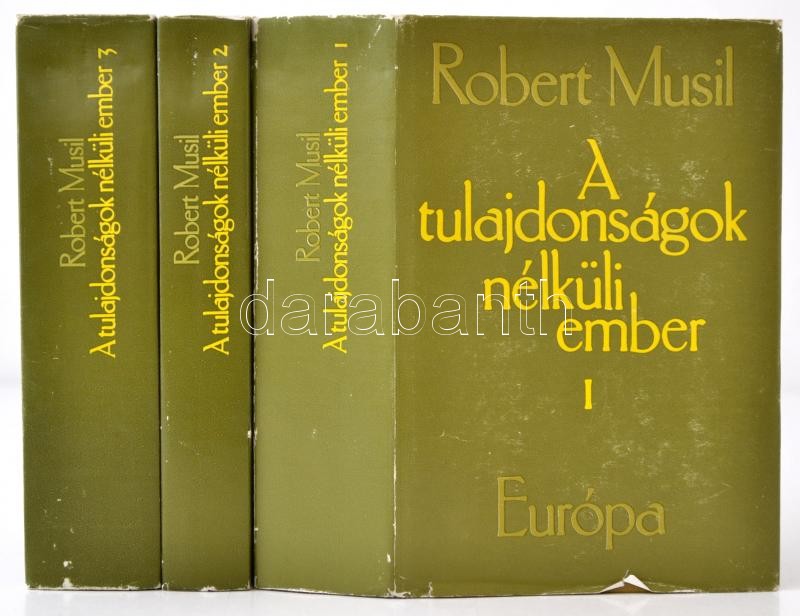 Robert Musil
A tulajdonságok nélküli ember 3
Robert Musil
A tulajdonságok nélküli ember 2
Robert Musil
A tulajdonságok nélküli ember 1
Robert Musil
A
tulajdonságok
nélküli
ember
I
Európa
darabanth